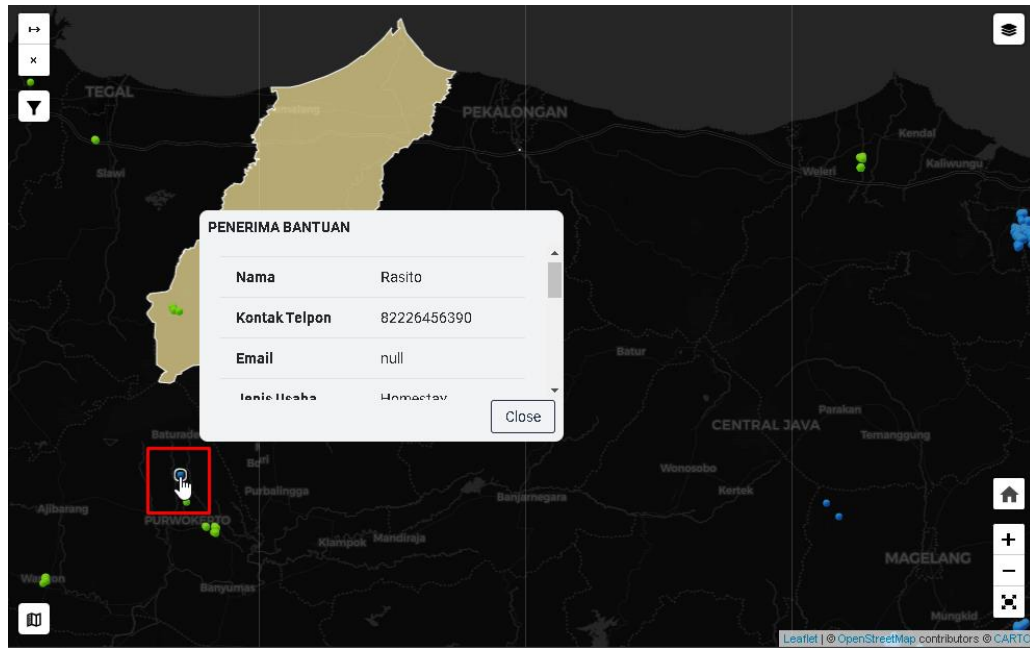 TEGAL
PEKALONGAN
Kendal
Kaliwungu
Weleri
Slawi
PENERIMA BANTUAN
Nama Rasito
Kontak Telpon 82226456390
Email null
Jenis Usaha Homestay
Close
Batur
CENTRAL JAVA
Parakan
Temanggung
Wonosobo
Kertek
Purbalingga
Banjarnegara
Ajibarang
PURWOKERTO
Klampok
Mandiraja
Banyumas
MAGELANG
Mungkid
+
−
Leaflet | © OpenStreetMap contributors © CARTO